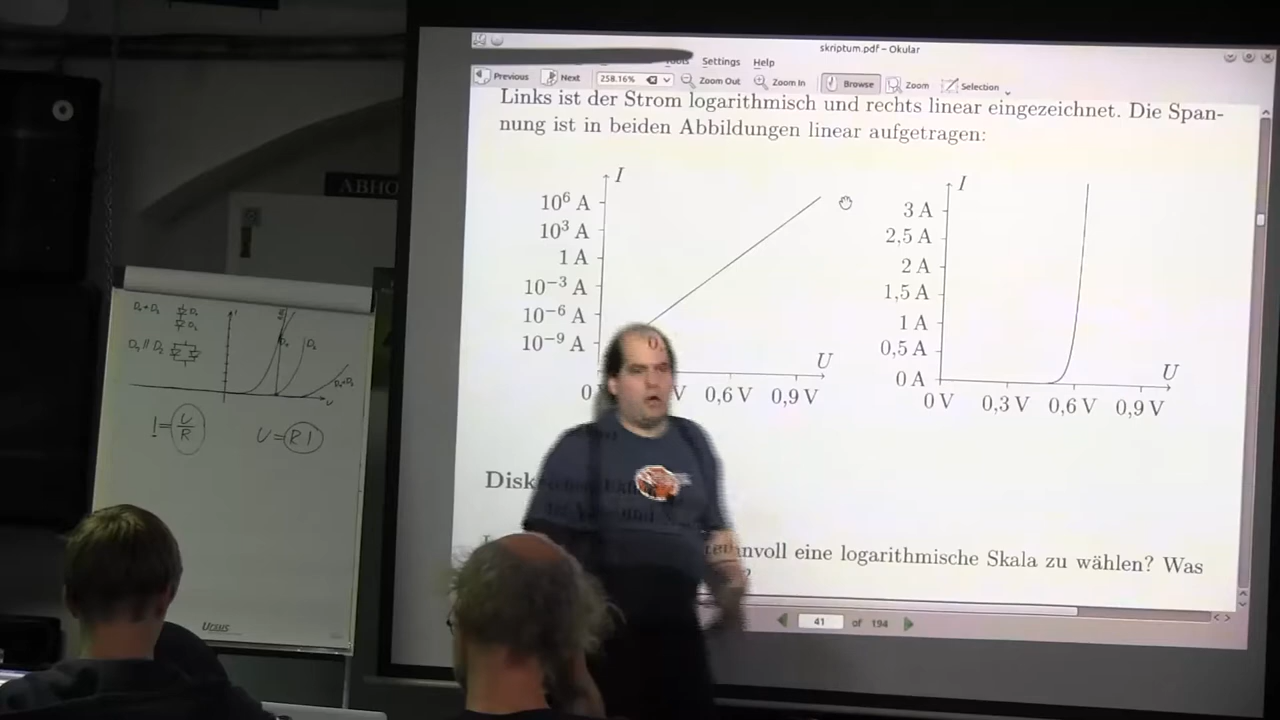 skriptum.pdf – Okular
Settings Help
Previous Next 258.16% Zoom Out Zoom In Browse Zoom Selection
Links ist der Strom logarithmisch und rechts linear eingezeichnet. Die Span-
nung ist in beiden Abbildungen linear aufgetragen:
I
10⁶ A
10³ A
1 A
10⁻³ A
10⁻⁶ A
10⁻⁹ A
U
0,6 V 0,9 V
I
3 A
2,5 A
2 A
1,5 A
1 A
0,5 A
0 A
U
0 V 0,3 V 0,6 V 0,9 V
eine logarithmische Skala zu wählen? Was
41 of 194
ABHO
D₁ // D₂
I = U/R
U = R I